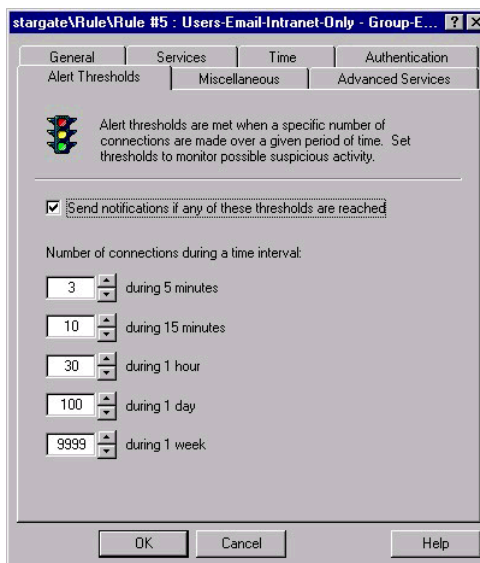 stargate\Rule\Rule #5 : Users-Email-Intranet-Only - Group-E...
General Services Time Authentication
Alert Thresholds Miscellaneous Advanced Services
Alert thresholds are met when a specific number of
connections are made over a given period of time. Set
thresholds to monitor possible suspicious activity.
Send notifications if any of these thresholds are reached
Number of connections during a time interval:
3 during 5 minutes
10 during 15 minutes
30 during 1 hour
100 during 1 day
9999 during 1 week
OK Cancel Help